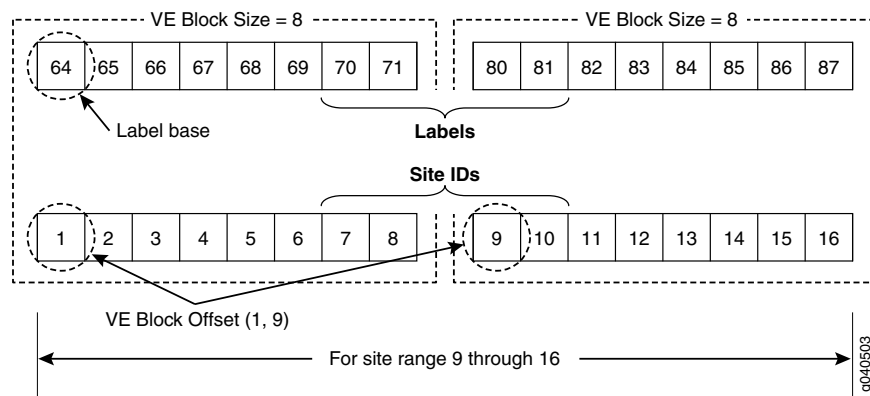 VE Block Size = 8 VE Block Size = 8
64 65 66 67 68 69 70 71 80 81 82 83 84 85 86 87
Label base
Labels
Site IDs
1 2 3 4 5 6 7 8 9 10 11 12 13 14 15 16
VE Block Offset (1, 9)
For site range 9 through 16
g040503